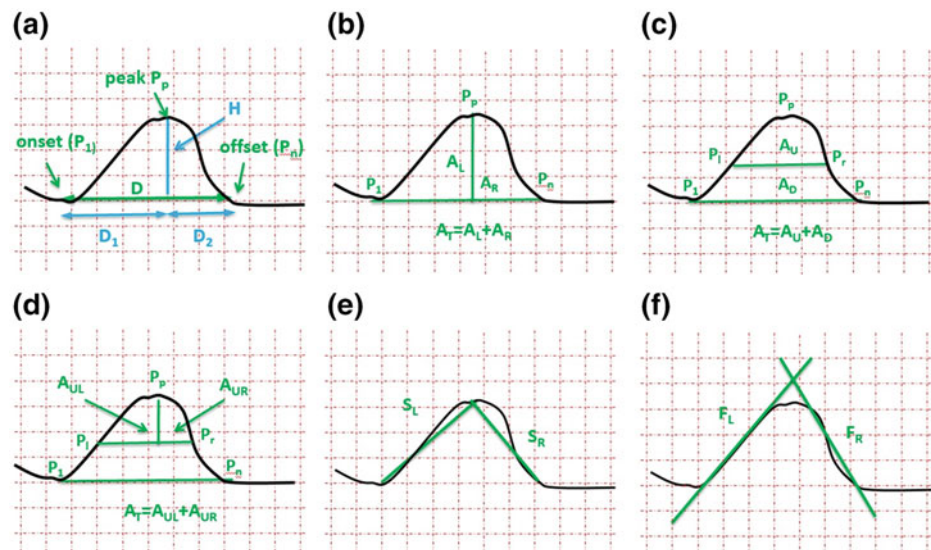 (a)
peak Pp
H
onset (P1)
offset (Pn)
D
D1
D2
(b)
Pp
AL
AR
P1
Pn
AT=AL+AR
(c)
Pp
AU
Pl
Pr
AD
P1
Pn
AT=AU+AD
(d)
AUL
Pp
AUR
Pl
Pr
P1
Pn
AT=AUL+AUR
(e)
SL
SR
(f)
FL
FR